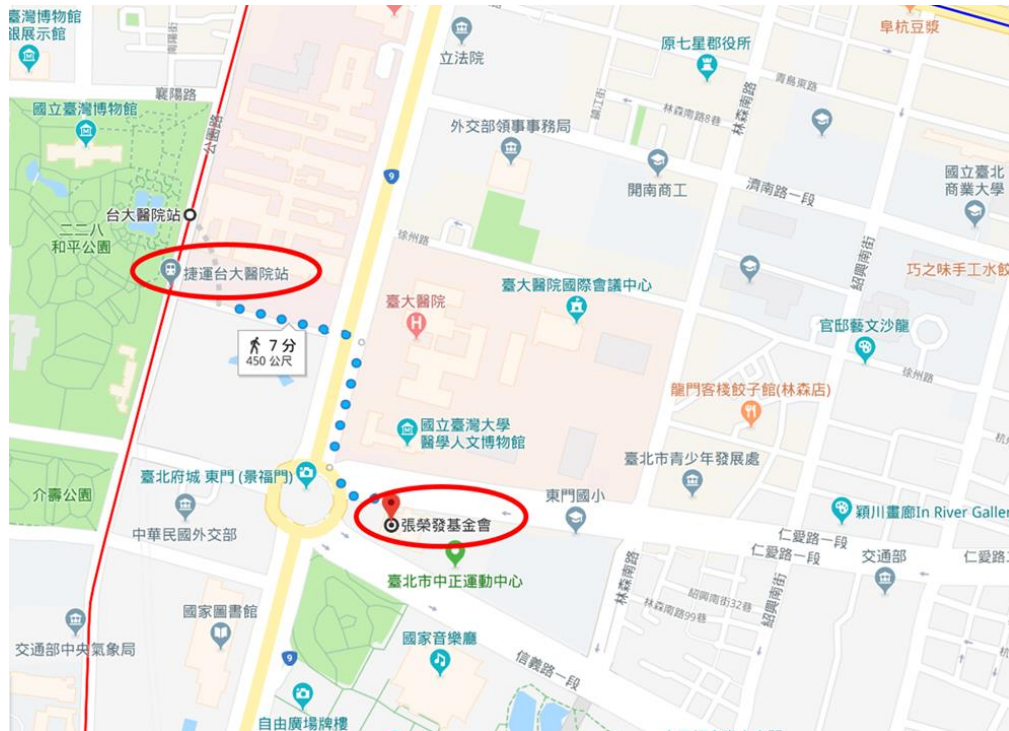 臺灣博物館
銀展示館
南陽街
襄陽路
國立臺灣博物館
公園路
台大醫院站
二二八
和平公園
捷運台大醫院站
7 分
450 公尺
9
立法院
原七星郡役所
阜杭豆漿
青島東路
鎮江街
林森南路8巷
林森南路
外交部領事事務局
開南商工
濟南路一段
國立臺北
商業大學
徐州路
紹興南街
巧之味手工水餃
臺大醫院國際會議中心
臺大醫院
H
官邸藝文沙龍
徐州路
龍門客棧餃子館(林森店)
國立臺灣大學
醫學人文博物館
臺北市青少年發展處
杭州
臺北府城 東門 (景福門)
介壽公園
中華民國外交部
張榮發基金會
東門國小
穎川畫廊In River Galler
仁愛路一段
仁愛路一段
交通部
仁愛路二
臺北市中正運動中心
林森南路
紹興南街32巷
林森南路99巷
紹興南街
國家圖書館
國家音樂廳
信義路一段
交通部中央氣象局
9
自由廣場牌樓
杭